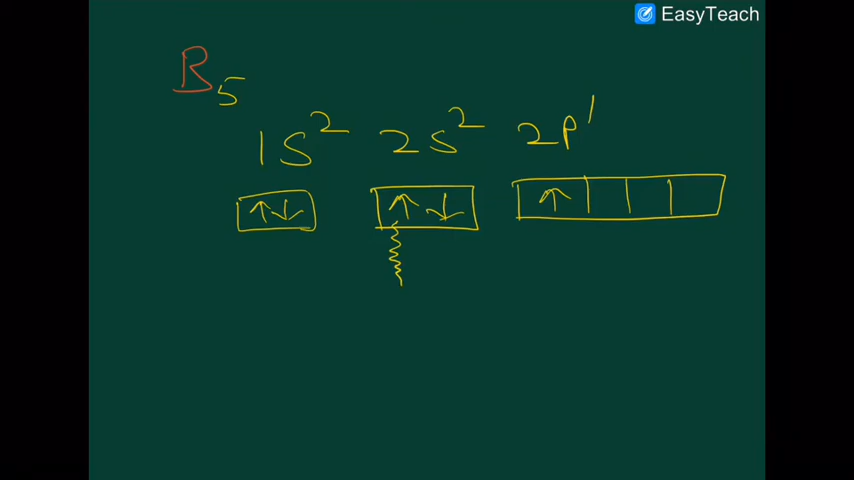 EasyTeach
B₅
1s² 2s² 2p¹
↑↓ ↑↓ ↑